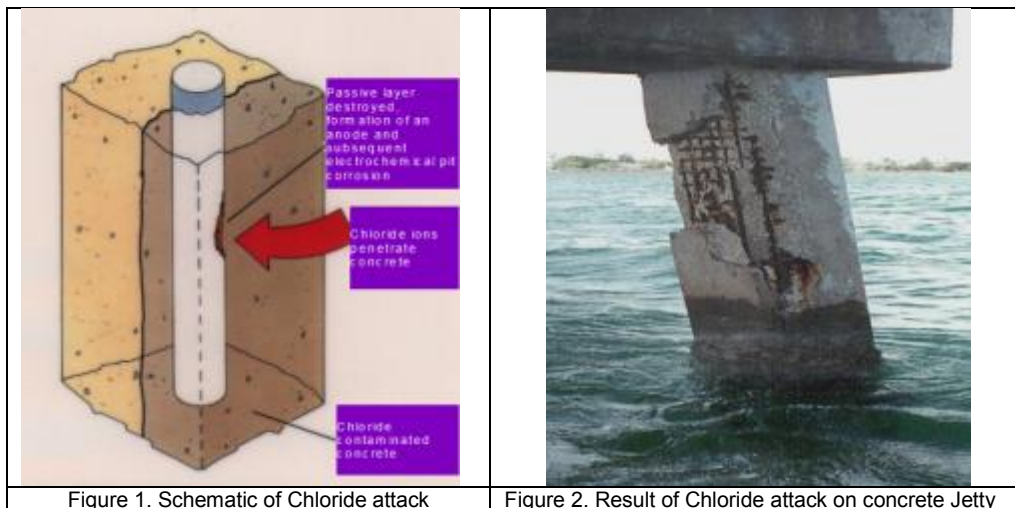 Passive layer
destroyed,
formation of an
anode and
subsequent
electrochemical pit
corrosion
Chloride ions
penetrate
concrete
Chloride
contaminated
concrete
Figure 1. Schematic of Chloride attack
Figure 2. Result of Chloride attack on concrete Jetty